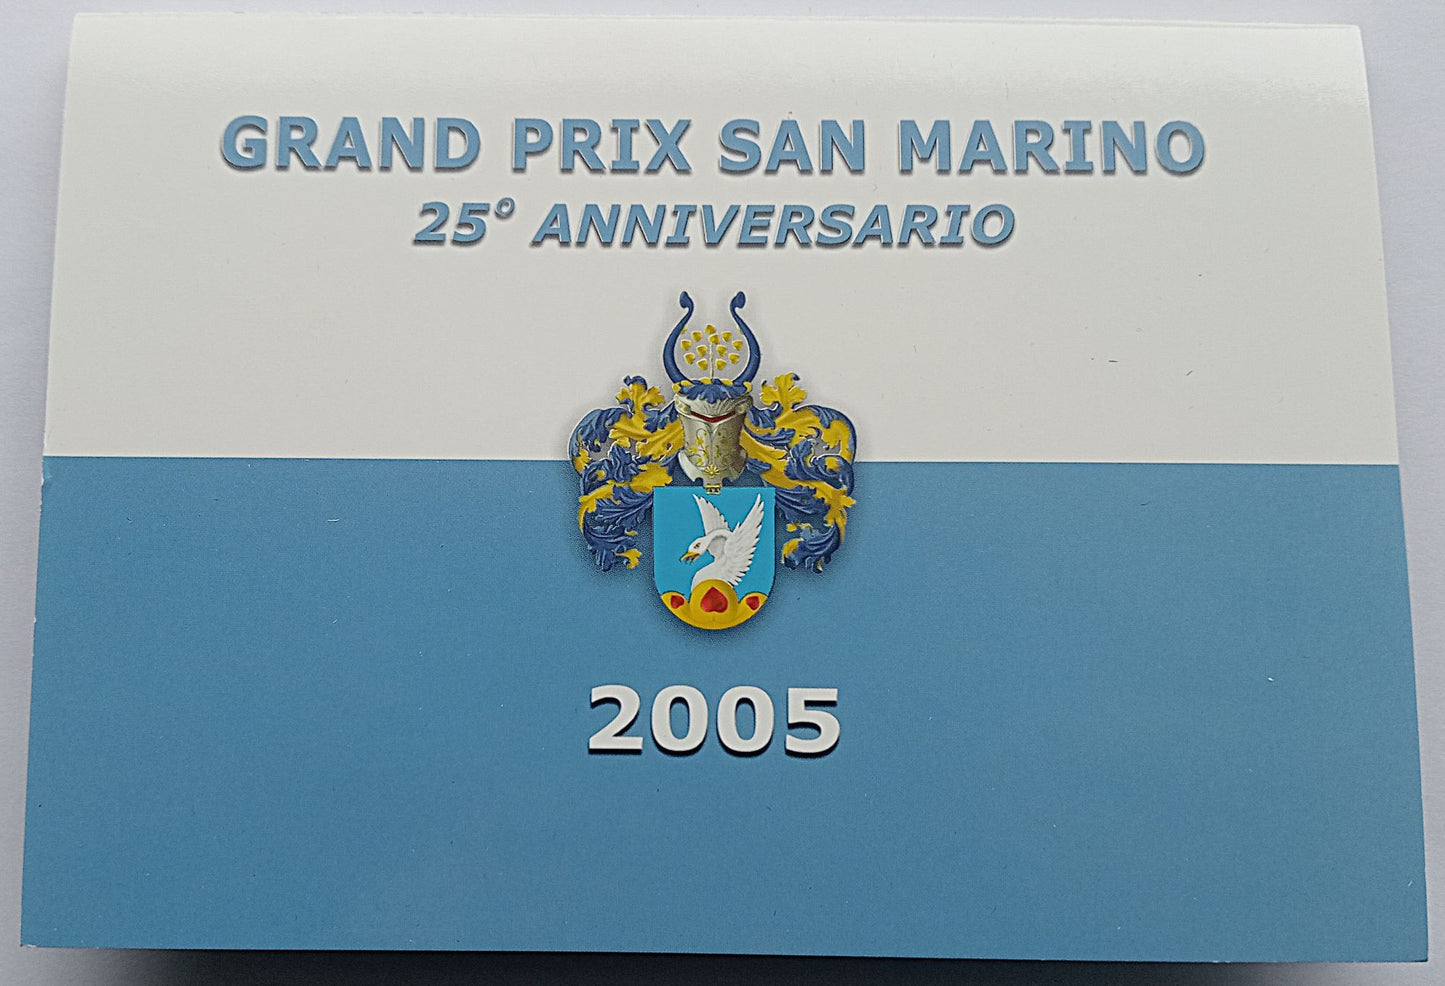 GRAND PRIX SAN MARINO
25° ANNIVERSARIO
2005